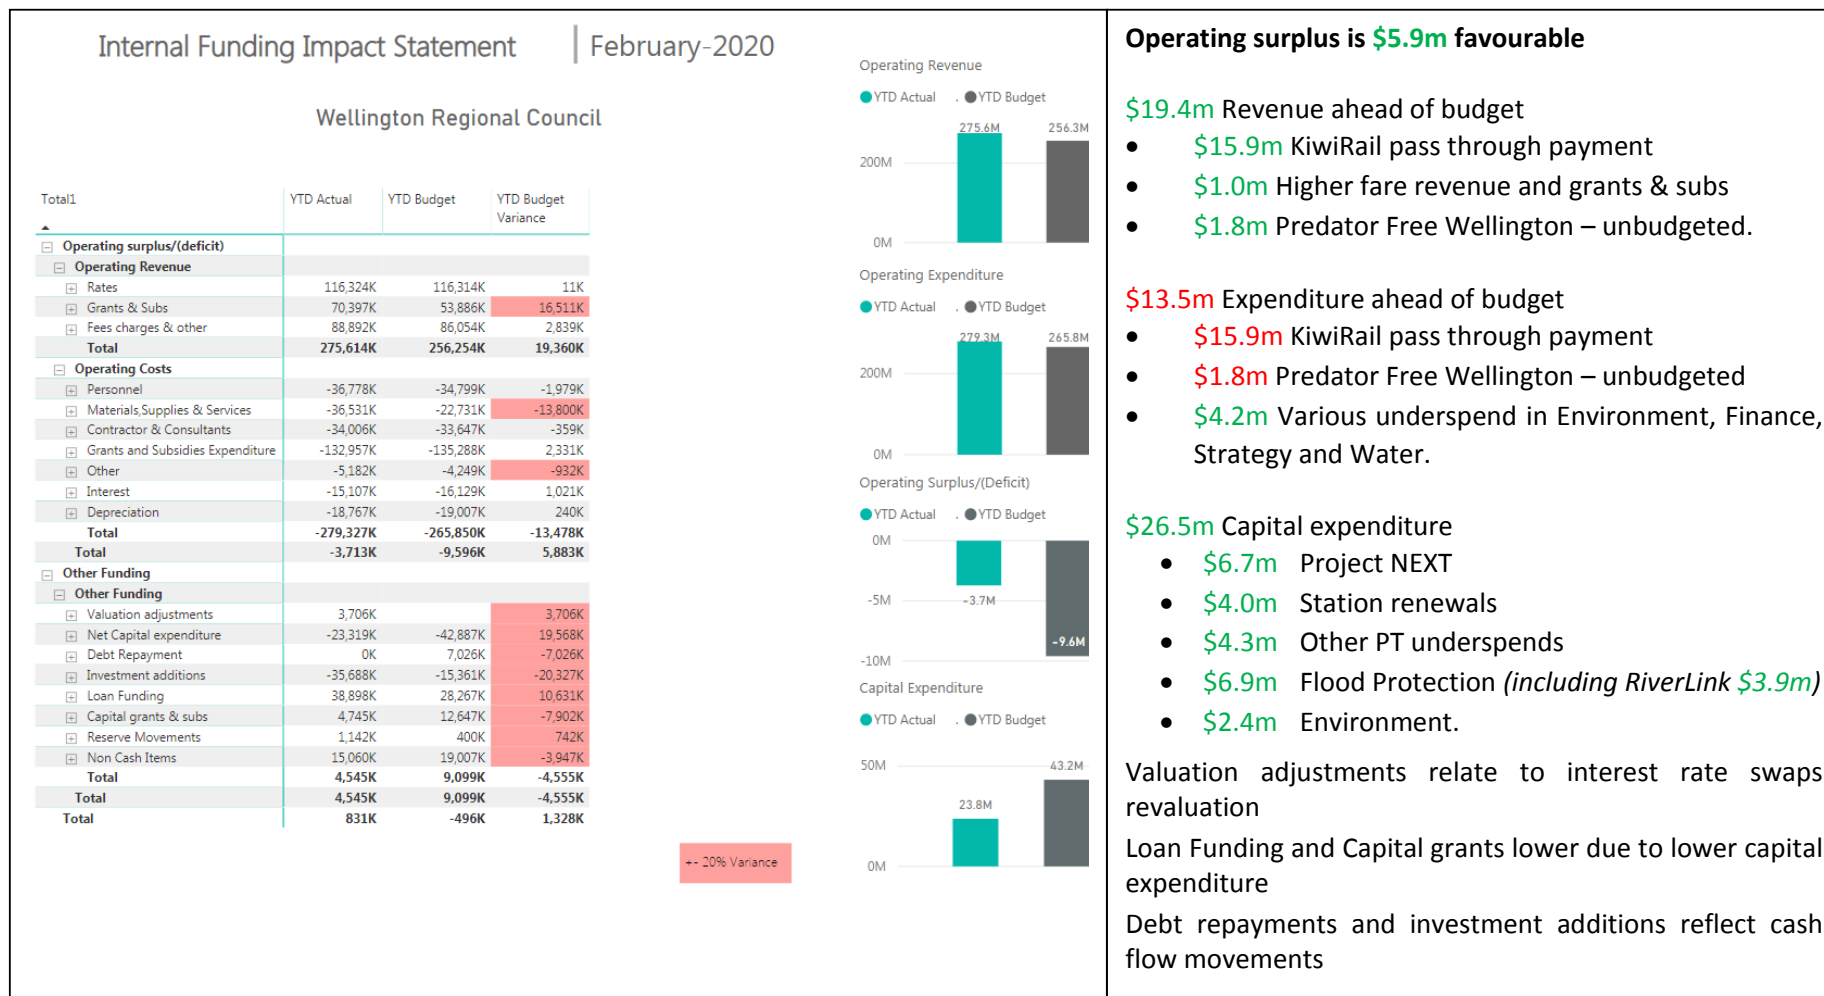 Internal Funding Impact Statement | February-2020
Wellington Regional Council
Total1 YTD Actual YTD Budget YTD Budget Variance
Operating surplus/(deficit)
Operating Revenue
Rates 116,324K 116,314K 11K
Grants & Subs 70,397K 53,886K 16,511K
Fees charges & other 88,892K 86,054K 2,839K
Total 275,614K 256,254K 19,360K
Operating Costs
Personnel -36,778K -34,799K -1,979K
Materials,Supplies & Services -36,531K -22,731K -13,800K
Contractor & Consultants -34,006K -33,647K -359K
Grants and Subsidies Expenditure -132,957K -135,288K 2,331K
Other -5,182K -4,249K -932K
Interest -15,107K -16,129K 1,021K
Depreciation -18,767K -19,007K 240K
Total -279,327K -265,850K -13,478K
Total -3,713K -9,596K 5,883K
Other Funding
Other Funding
Valuation adjustments 3,706K 3,706K
Net Capital expenditure -23,319K -42,887K 19,568K
Debt Repayment 0K 7,026K -7,026K
Investment additions -35,688K -15,361K -20,327K
Loan Funding 38,898K 28,267K 10,631K
Capital grants & subs 4,745K 12,647K -7,902K
Reserve Movements 1,142K 400K 742K
Non Cash Items 15,060K 19,007K -3,947K
Total 4,545K 9,099K -4,555K
Total 4,545K 9,099K -4,555K
Total 831K -496K 1,328K
+- 20% Variance
Operating Revenue
YTD Actual . YTD Budget
275.6M 256.3M
200M
0M
Operating Expenditure
YTD Actual . YTD Budget
279.3M 265.8M
200M
0M
Operating Surplus/(Deficit)
YTD Actual . YTD Budget
0M
-5M -3.7M
-9.6M
-10M
Capital Expenditure
YTD Actual . YTD Budget
50M 43.2M
23.8M
0M
Operating surplus is $5.9m favourable
$19.4m Revenue ahead of budget
• $15.9m KiwiRail pass through payment
• $1.0m Higher fare revenue and grants & subs
• $1.8m Predator Free Wellington – unbudgeted.
$13.5m Expenditure ahead of budget
• $15.9m KiwiRail pass through payment
• $1.8m Predator Free Wellington – unbudgeted
• $4.2m Various underspend in Environment, Finance,
Strategy and Water.
$26.5m Capital expenditure
• $6.7m Project NEXT
• $4.0m Station renewals
• $4.3m Other PT underspends
• $6.9m Flood Protection (including RiverLink $3.9m)
• $2.4m Environment.
Valuation adjustments relate to interest rate swaps
revaluation
Loan Funding and Capital grants lower due to lower capital
expenditure
Debt repayments and investment additions reflect cash
flow movements